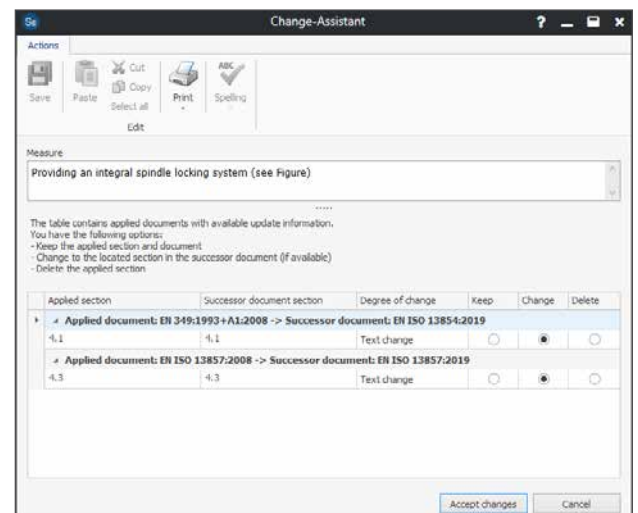 Se Change-Assistant ? _ x
Actions
Save Paste Cut Copy Select all Print ABC Spelling
Edit
Measure
Providing an integral spindle locking system (see Figure)
The table contains applied documents with available update information.
You have the following options:
- Keep the applied section and document
- Change to the located section in the successor document (if available)
- Delete the applied section
Applied section Successor document section Degree of change Keep Change Delete
Applied document: EN 349:1993+A1:2008 -> Successor document: EN ISO 13854:2019
4.1 4.1 Text change
Applied document: EN ISO 13857:2008 -> Successor document: EN ISO 13857:2019
4.3 4.3 Text change
Accept changes Cancel